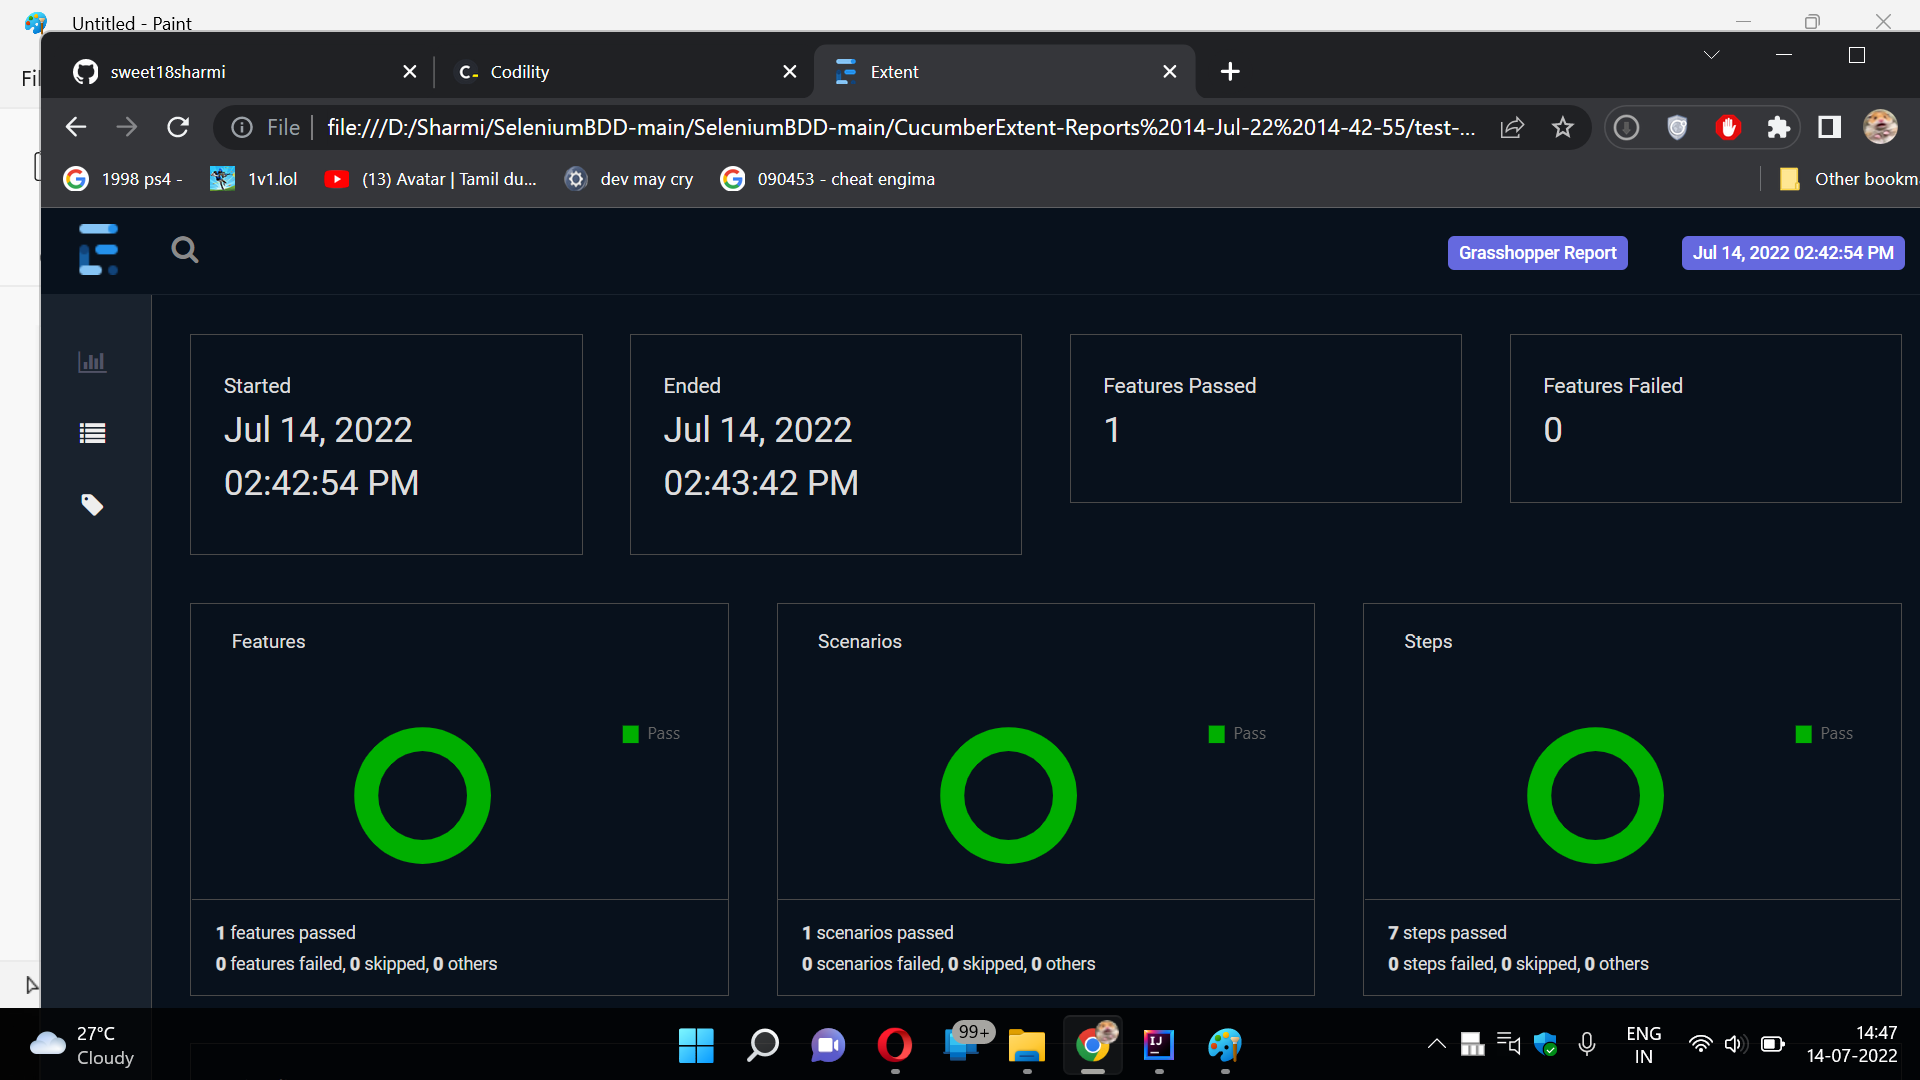 Untitled - Paint
Fil
sweet18sharmi
Codility
Extent
File
file:///D:/Sharmi/SeleniumBDD-main/SeleniumBDD-main/CucumberExtent-Reports%2014-Jul-22%2014-42-55/test-...
1998 ps4 -
1v1.lol
(13) Avatar | Tamil du...
dev may cry
090453 - cheat engima
Other bookm
Grasshopper Report
Jul 14, 2022 02:42:54 PM
Started
Jul 14, 2022
02:42:54 PM
Ended
Jul 14, 2022
02:43:42 PM
Features Passed
1
Features Failed
0
Features
Pass
1 features passed
0 features failed, 0 skipped, 0 others
Scenarios
Pass
1 scenarios passed
0 scenarios failed, 0 skipped, 0 others
Steps
Pass
7 steps passed
0 steps failed, 0 skipped, 0 others
27°C
Cloudy
99+
IJ
ENG
IN
14:47
14-07-2022